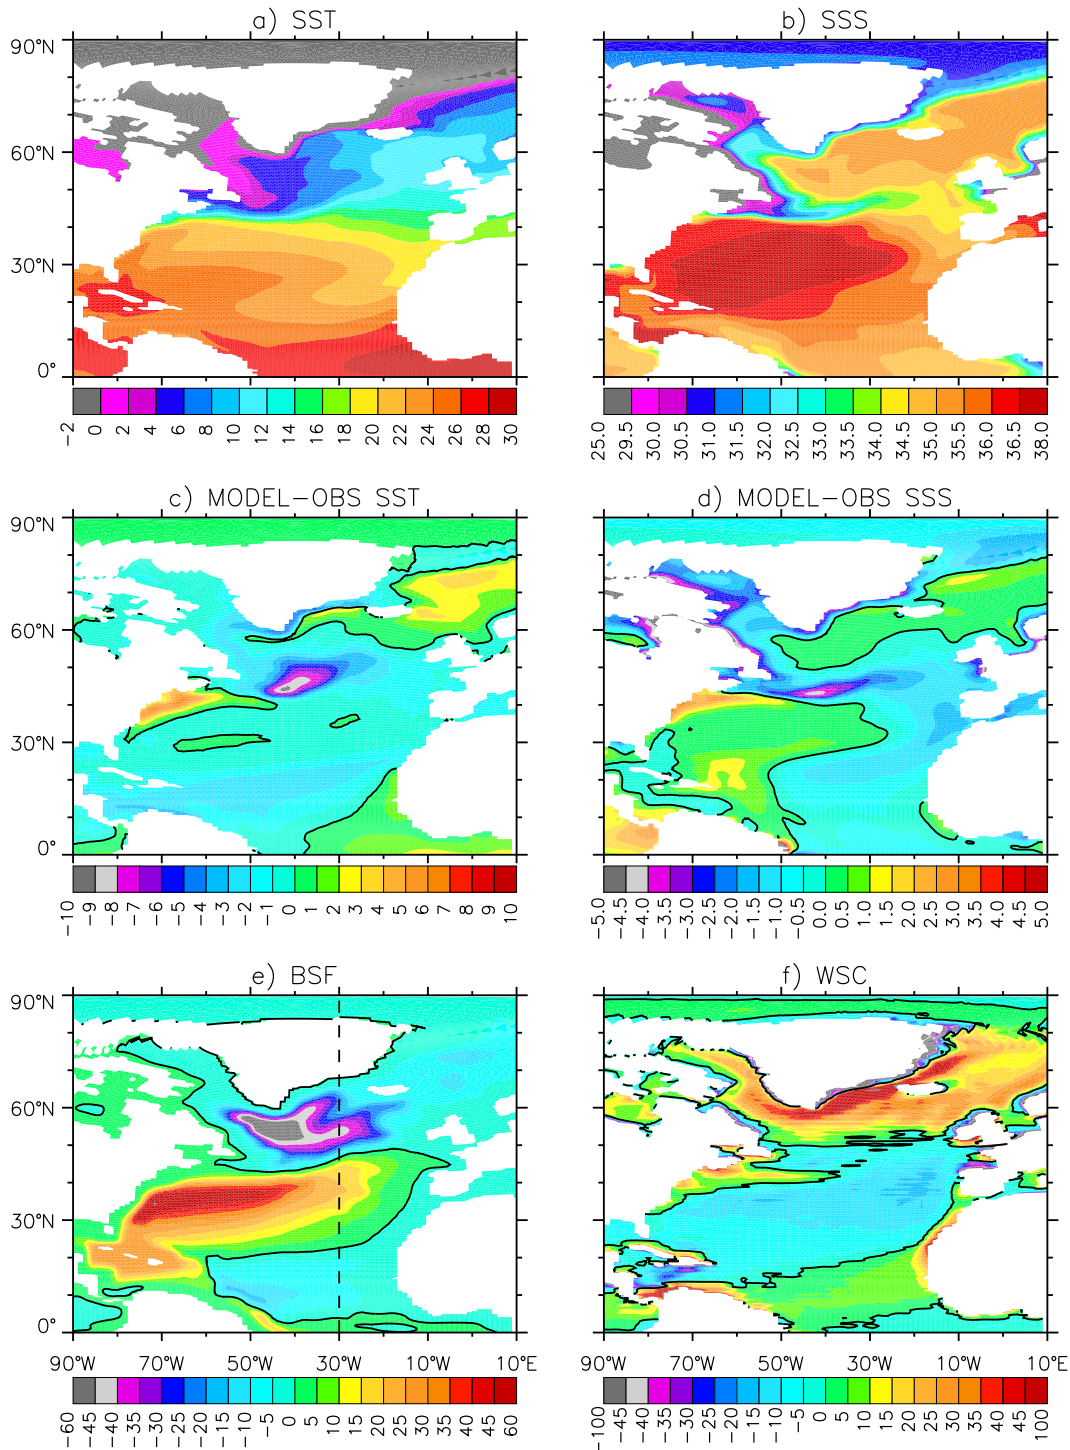 a) SST
b) SSS
90°N
60°N
30°N
0°
-2 0 2 4 6 8 10 12 14 16 18 20 22 24 26 28 30
25.0 29.5 30.0 30.5 31.0 31.5 32.0 32.5 33.0 33.5 34.0 34.5 35.0 35.5 36.0 36.5 38.0
c) MODEL-OBS SST
d) MODEL-OBS SSS
90°N
60°N
30°N
0°
-10 -9 -8 -7 -6 -5 -4 -3 -2 -1 0 1 2 3 4 5 6 7 8 9 10
-5.0 -4.5 -4.0 -3.5 -3.0 -2.5 -2.0 -1.5 -1.0 -0.5 0.0 0.5 1.0 1.5 2.0 2.5 3.0 3.5 4.0 4.5 5.0
e) BSF
f) WSC
90°N
60°N
30°N
0°
90°W 70°W 50°W 30°W 10°W 10°E
90°W 70°W 50°W 30°W 10°W 10°E
-60 -45 -40 -35 -30 -25 -20 -15 -10 -5 0 5 10 15 20 25 30 35 40 45 60
-100 -45 -40 -35 -30 -25 -20 -15 -10 -5 0 5 10 15 20 25 30 35 40 45 100